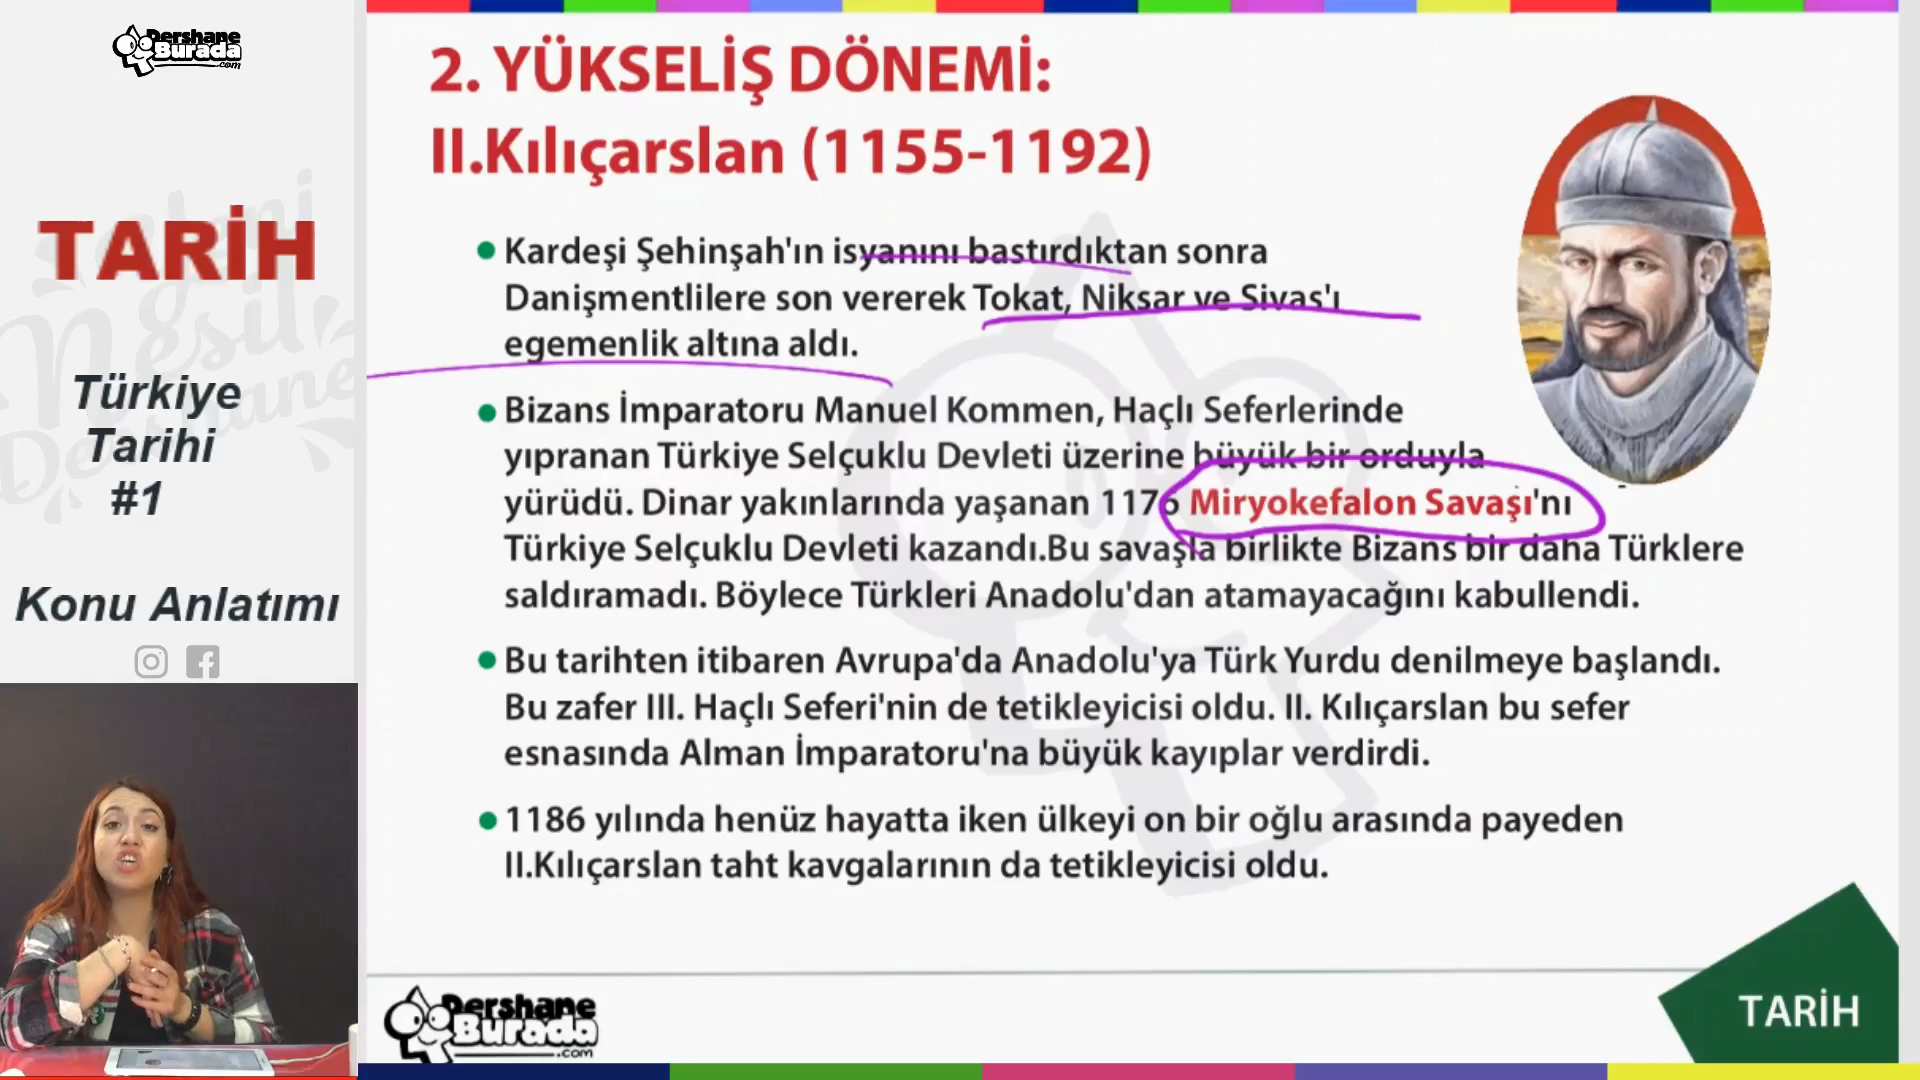 Dershane
Burada
.com
TARİH
Türkiye
Tarihi
#1
Konu Anlatımı
2. YÜKSELİŞ DÖNEMİ:
II.Kılıçarslan (1155-1192)
Kardeşi Şehinşah'ın isyanını bastırdıktan sonra
Danişmentlilere son vererek Tokat, Niksar ve Sivas'ı
egemenlik altına aldı.
Bizans İmparatoru Manuel Kommen, Haçlı Seferlerinde
yıpranan Türkiye Selçuklu Devleti üzerine büyük bir orduyla
yürüdü. Dinar yakınlarında yaşanan 1176 Miryokefalon Savaşı'nı
Türkiye Selçuklu Devleti kazandı.Bu savaşla birlikte Bizans bir daha Türklere
saldıramadı. Böylece Türkleri Anadolu'dan atamayacağını kabullendi.
Bu tarihten itibaren Avrupa'da Anadolu'ya Türk Yurdu denilmeye başlandı.
Bu zafer III. Haçlı Seferi'nin de tetikleyicisi oldu. II. Kılıçarslan bu sefer
esnasında Alman İmparatoru'na büyük kayıplar verdirdi.
1186 yılında henüz hayatta iken ülkeyi on bir oğlu arasında payeden
II.Kılıçarslan taht kavgalarının da tetikleyicisi oldu.
Dershane
Burada
.com
TARİH